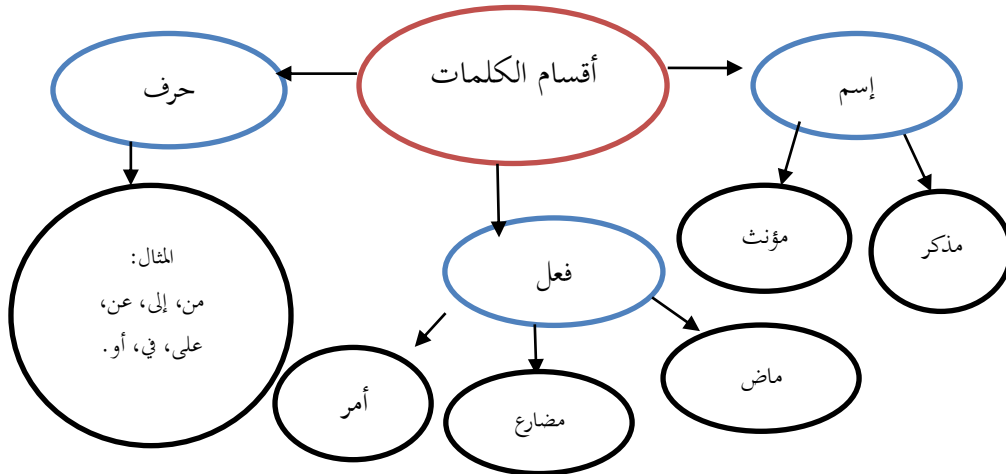 أقسام الكلمات
إسم
حرف
مذكر
مؤنث
فعل
ماض
مضارع
أمر
المثال:
من، إلى، عن،
على، في، أو.